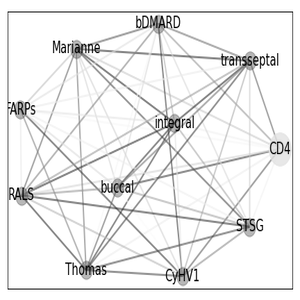 bDMARD
Marianne
transseptal
FARPs
integral
CD4
buccal
RALS
STSG
Thomas
CyHV1